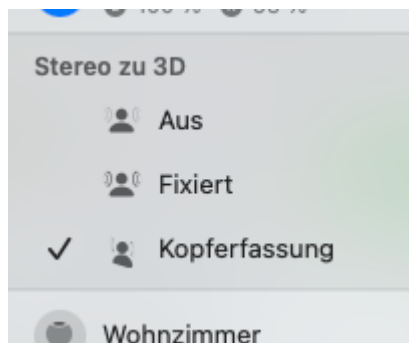 Stereo zu 3D
Aus
Fixiert
Kopferfassung
Wohnzimmer